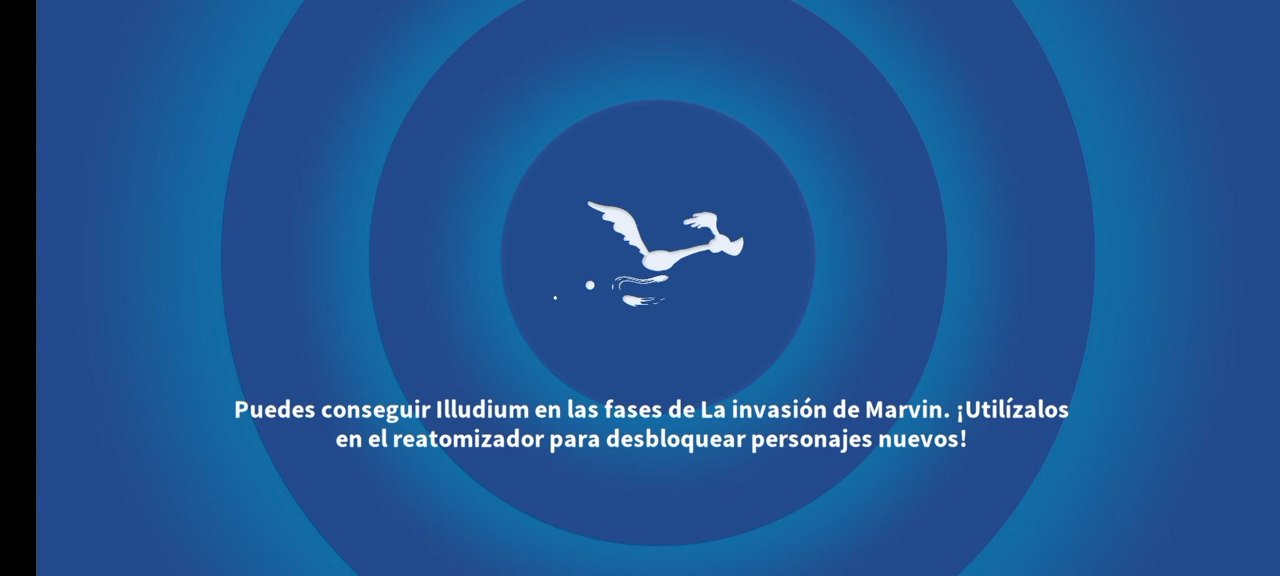 Puedes conseguir Illudium en las fases de La invasión de Marvin. ¡Utilízalos
en el reatomizador para desbloquear personajes nuevos!